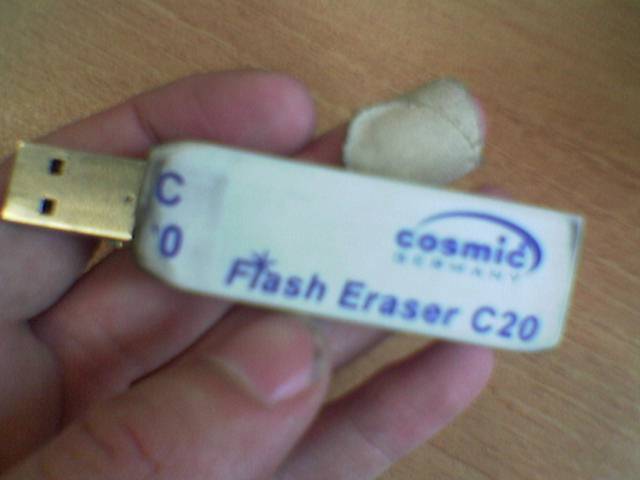 C
0
cosmic
GERMANY
Flash Eraser C20